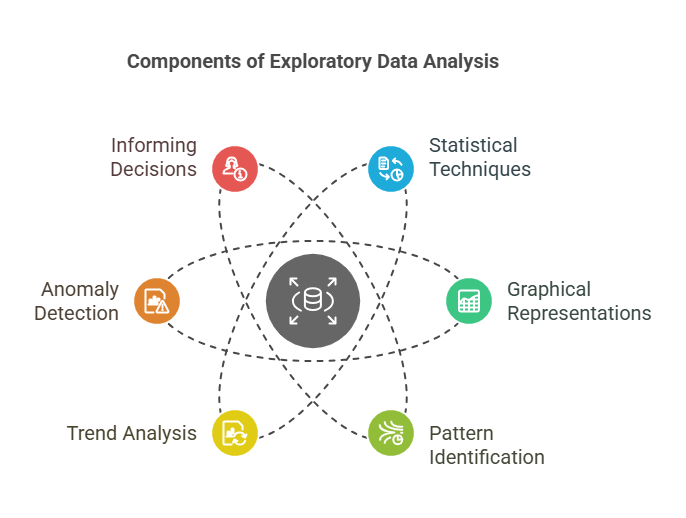 Components of Exploratory Data Analysis
Informing
Decisions
Statistical
Techniques
Anomaly
Detection
Graphical
Representations
Trend Analysis
Pattern
Identification